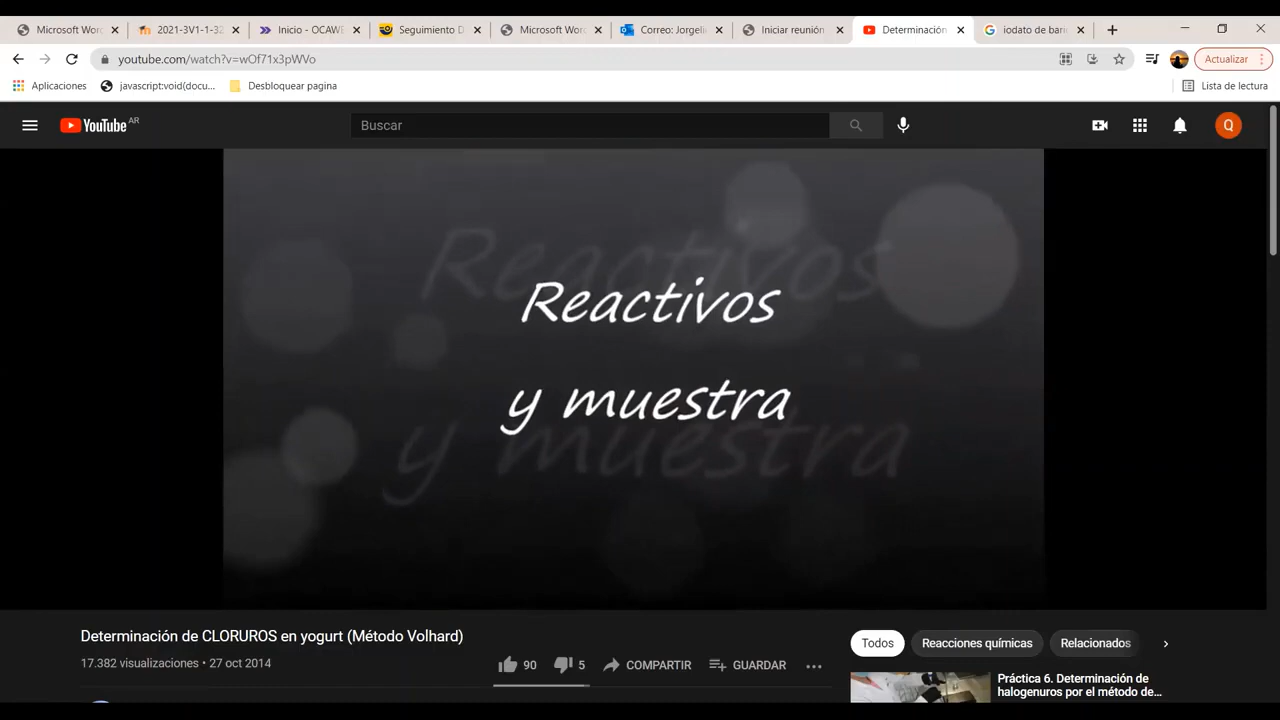 Microsoft Word
2021-3V1-1-32
Inicio - OCAWE
Seguimiento D
Microsoft Word
Correo: Jorgelin
Iniciar reunión
Determinación
iodato de bari
youtube.com/watch?v=wOf71x3pWVo
Actualizar
Aplicaciones
javascript:void(docu...
Desbloquear pagina
Lista de lectura
YouTube AR
Buscar
Q
Reactivos
y muestra
Determinación de CLORUROS en yogurt (Método Volhard)
17.382 visualizaciones • 27 oct 2014
90
5
COMPARTIR
GUARDAR
Todos
Reacciones químicas
Relacionados
Práctica 6. Determinación de
halogenuros por el método de...